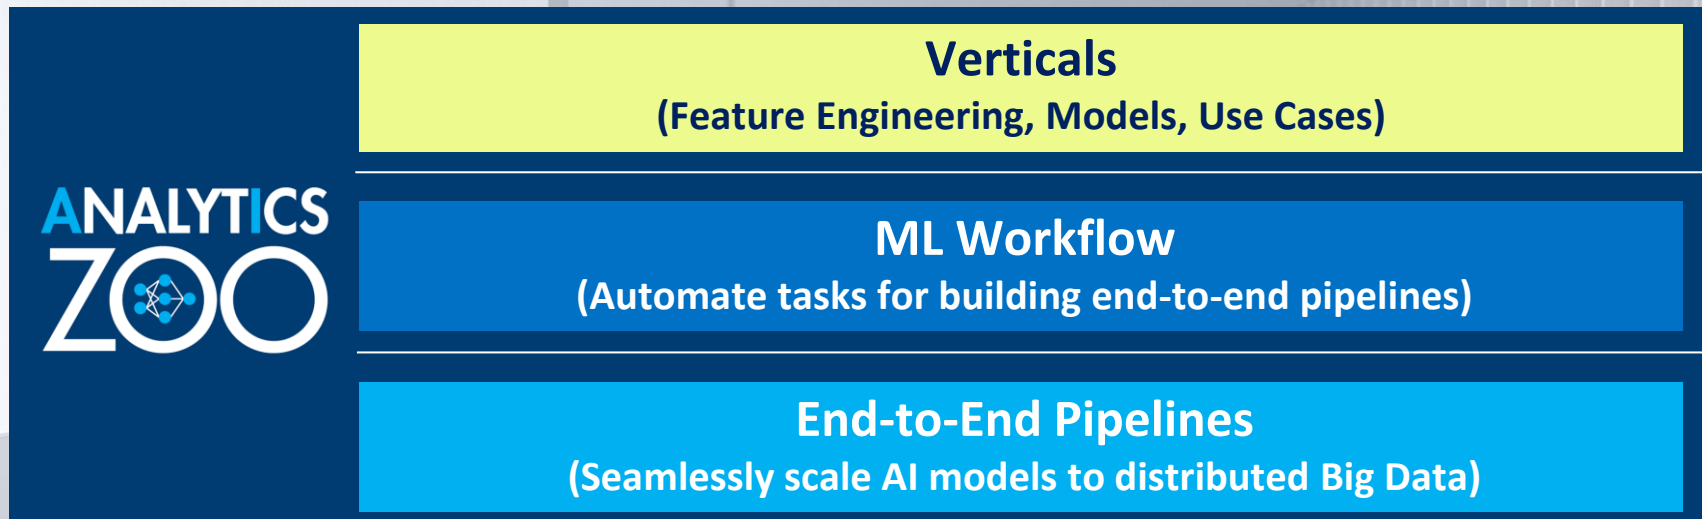 ANALYTICS
ZOO
Verticals
(Feature Engineering, Models, Use Cases)
ML Workflow
(Automate tasks for building end-to-end pipelines)
End-to-End Pipelines
(Seamlessly scale AI models to distributed Big Data)